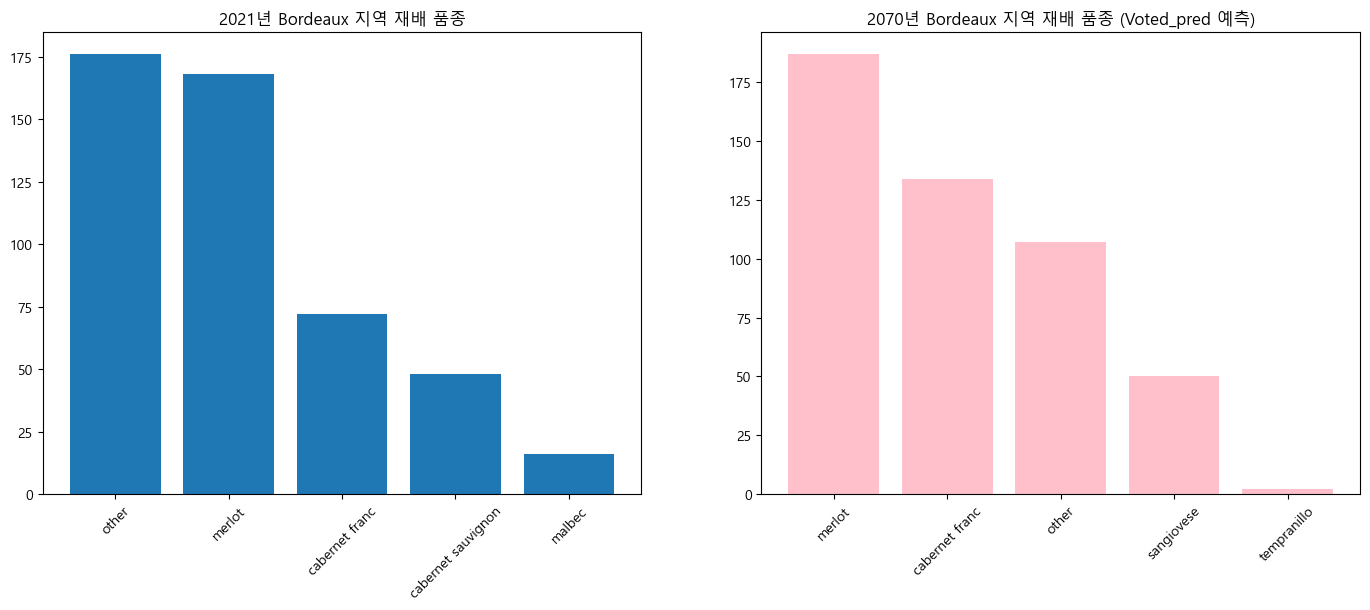 2021년 Bordeaux 지역 재배 품종
175
150
125
100
75
50
25
0
other
merlot
cabernet franc
cabernet sauvignon
malbec
2070년 Bordeaux 지역 재배 품종 (Voted_pred 예측)
175
150
125
100
75
50
25
0
merlot
cabernet franc
other
sangiovese
tempranillo